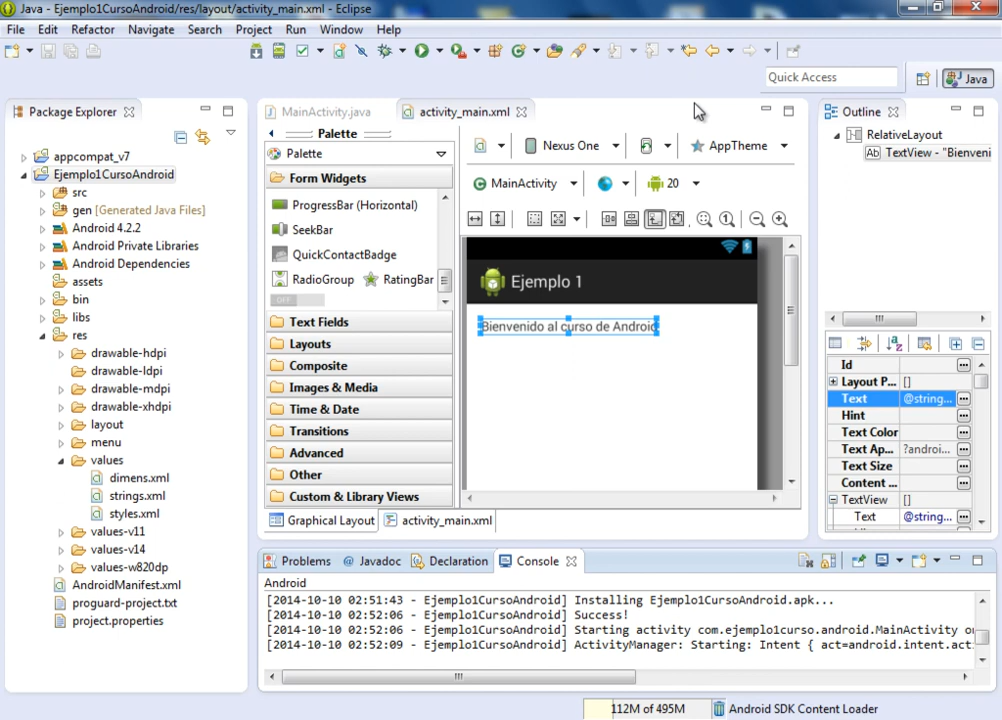 Java - Ejemplo1CursoAndroid/res/layout/activity_main.xml - Eclipse
File Edit Refactor Navigate Search Project Run Window Help
Quick Access
Java
Package Explorer
appcompat_v7
Ejemplo1CursoAndroid
src
gen [Generated Java Files]
Android 4.2.2
Android Private Libraries
Android Dependencies
assets
bin
libs
res
drawable-hdpi
drawable-ldpi
drawable-mdpi
drawable-xhdpi
layout
menu
values
dimens.xml
strings.xml
styles.xml
values-v11
values-v14
values-w820dp
AndroidManifest.xml
proguard-project.txt
project.properties
MainActivity.java
activity_main.xml
Palette
Palette
Form Widgets
ProgressBar (Horizontal)
SeekBar
QuickContactBadge
RadioGroup RatingBar
OFF
Text Fields
Layouts
Composite
Images & Media
Time & Date
Transitions
Advanced
Other
Custom & Library Views
Nexus One
AppTheme
MainActivity
20
Ejemplo 1
Bienvenido al curso de Android
Graphical Layout
activity_main.xml
Outline
RelativeLayout
Ab TextView - "Bienveni
Id
Layout P... []
Text @string...
Hint
Text Color
Text Ap... ?androi...
Text Size
Content ...
TextView []
Text @string...
Problems @ Javadoc Declaration Console
Android
[2014-10-10 02:51:43 - Ejemplo1CursoAndroid] Installing Ejemplo1CursoAndroid.apk...
[2014-10-10 02:52:06 - Ejemplo1CursoAndroid] Success!
[2014-10-10 02:52:06 - Ejemplo1CursoAndroid] Starting activity com.ejemplo1curso.android.MainActivity on
[2014-10-10 02:52:09 - Ejemplo1CursoAndroid] ActivityManager: Starting: Intent { act=android.intent.act
112M of 495M
Android SDK Content Loader